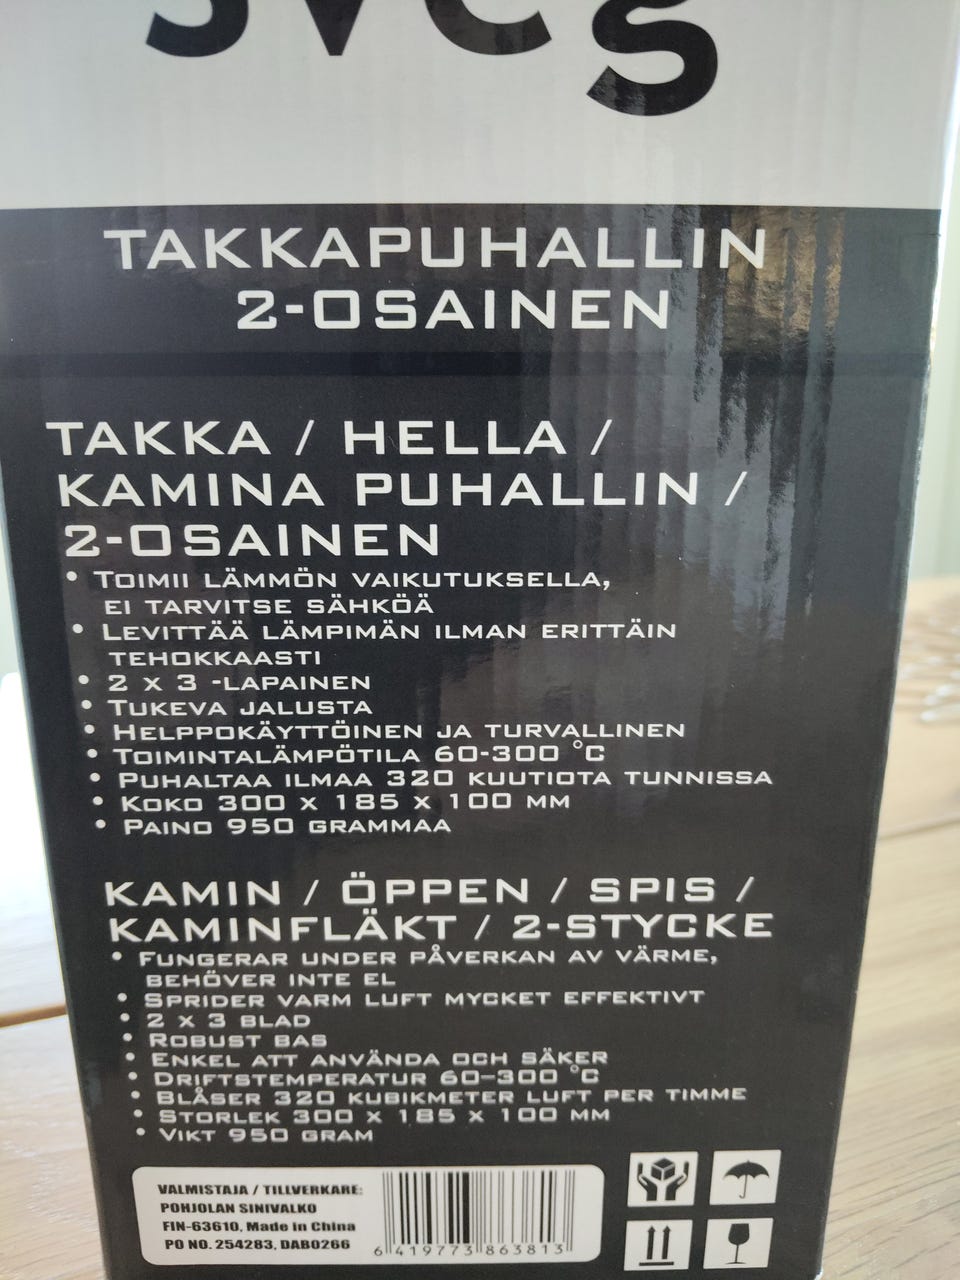 TAKKAPUHALLIN
2-OSAINEN
TAKKA / HELLA /
KAMINA PUHALLIN /
2-OSAINEN
• TOIMII LÄMMÖN VAIKUTUKSELLA,
EI TARVITSE SÄHKÖÄ
• LEVITTÄÄ LÄMPIMÄN ILMAN ERITTÄIN
TEHOKKAASTI
• 2 X 3 -LAPAINEN
• TUKEVA JALUSTA
• HELPPOKÄYTTÖINEN JA TURVALLINEN
• TOIMINTALÄMPÖTILA 60-300 °C
• PUHALTAA ILMAA 320 KUUTIOTA TUNNISSA
• KOKO 300 X 185 X 100 MM
• PAINO 950 GRAMMAA
KAMIN / ÖPPEN / SPIS /
KAMINFLÄKT / 2-STYCKE
• FUNGERAR UNDER PÅVERKAN AV VÄRME,
BEHÖVER INTE EL
• SPRIDER VARM LUFT MYCKET EFFEKTIVT
• 2 X 3 BLAD
• ROBUST BAS
• ENKEL ATT ANVÄNDA OCH SÄKER
• DRIFTSTEMPERATUR 60–300 °C
• BLÅSER 320 KUBIKMETER LUFT PER TIMME
• STORLEK 300 X 185 X 100 MM
• VIKT 950 GRAM
VALMISTAJA / TILLVERKARE:
POHJOLAN SINIVALKO
FIN-63610, Made in China
PO NO. 254283, DAB0266
6 419773 863813